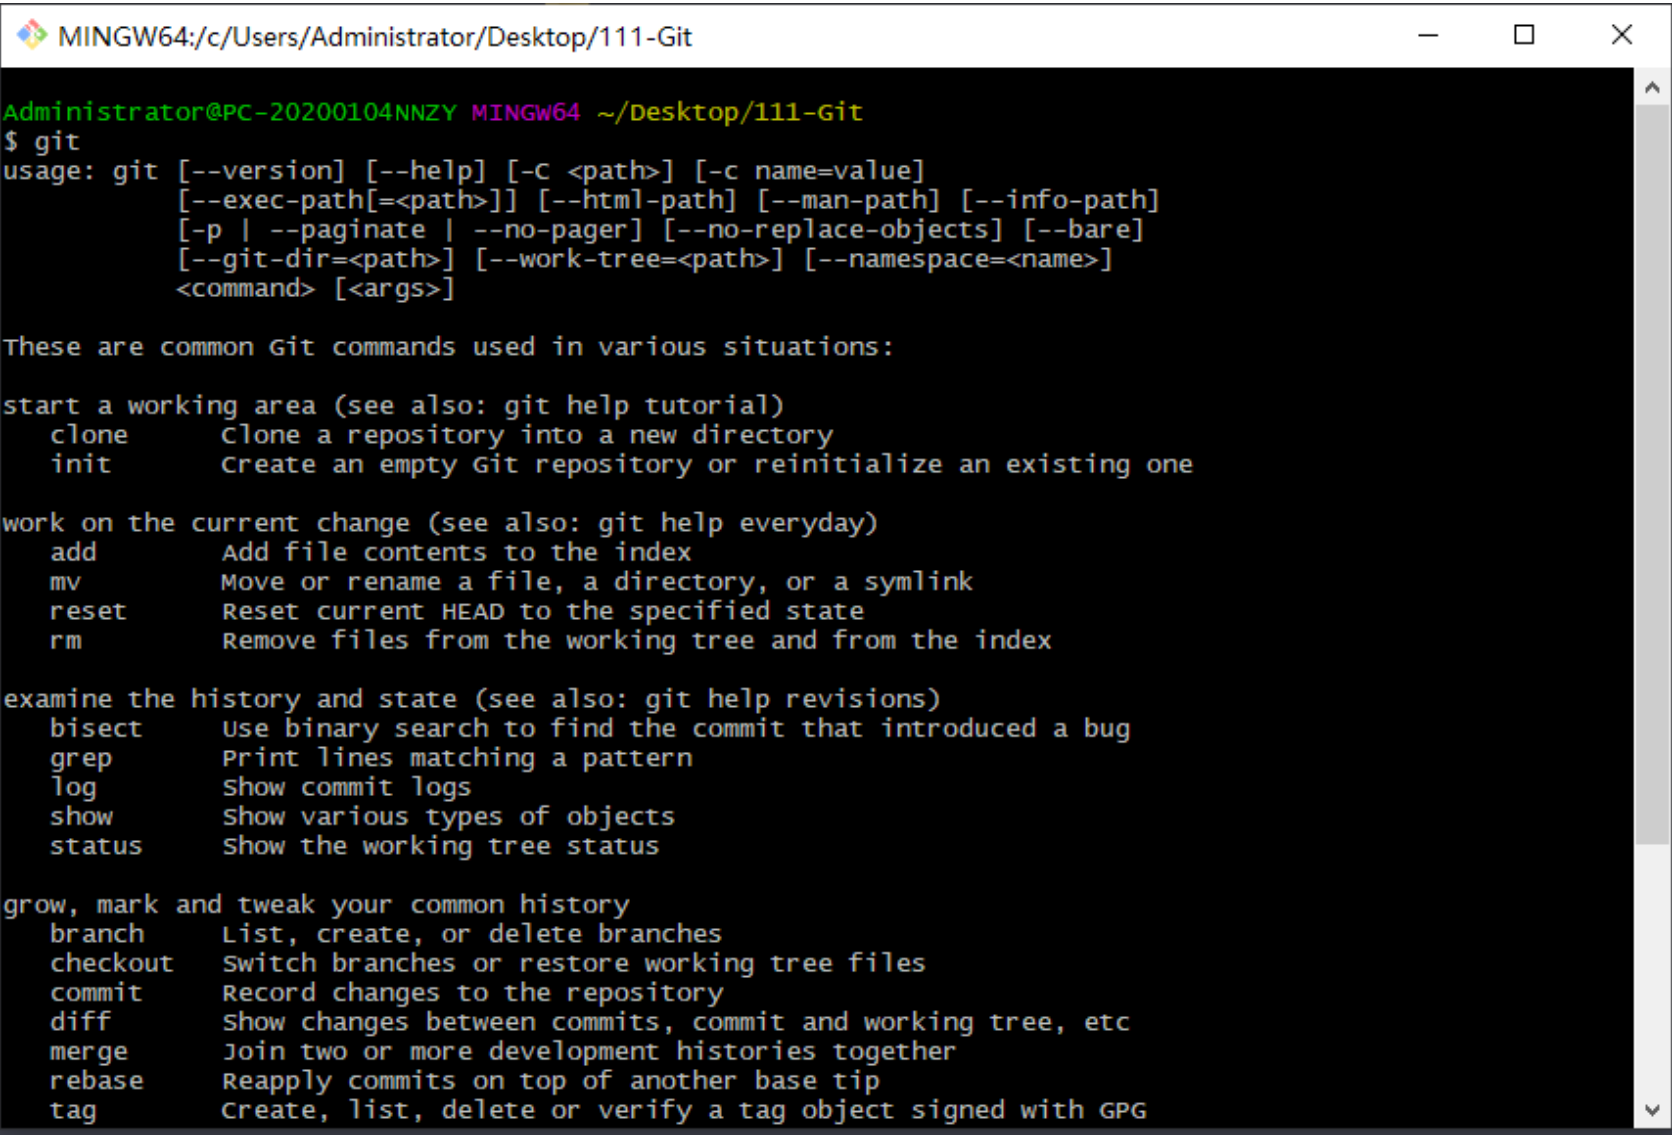 MINGW64:/c/Users/Administrator/Desktop/111-Git
Administrator@PC-20200104NNZY MINGW64 ~/Desktop/111-Git
$ git
usage: git [--version] [--help] [-C <path>] [-c name=value]
           [--exec-path[=<path>]] [--html-path] [--man-path] [--info-path]
           [-p | --paginate | --no-pager] [--no-replace-objects] [--bare]
           [--git-dir=<path>] [--work-tree=<path>] [--namespace=<name>]
           <command> [<args>]
These are common Git commands used in various situations:
start a working area (see also: git help tutorial)
   clone      Clone a repository into a new directory
   init       Create an empty Git repository or reinitialize an existing one
work on the current change (see also: git help everyday)
   add        Add file contents to the index
   mv         Move or rename a file, a directory, or a symlink
   reset      Reset current HEAD to the specified state
   rm         Remove files from the working tree and from the index
examine the history and state (see also: git help revisions)
   bisect     Use binary search to find the commit that introduced a bug
   grep       Print lines matching a pattern
   log        Show commit logs
   show       Show various types of objects
   status     Show the working tree status
grow, mark and tweak your common history
   branch     List, create, or delete branches
   checkout   Switch branches or restore working tree files
   commit     Record changes to the repository
   diff       Show changes between commits, commit and working tree, etc
   merge      Join two or more development histories together
   rebase     Reapply commits on top of another base tip
   tag        Create, list, delete or verify a tag object signed with GPG